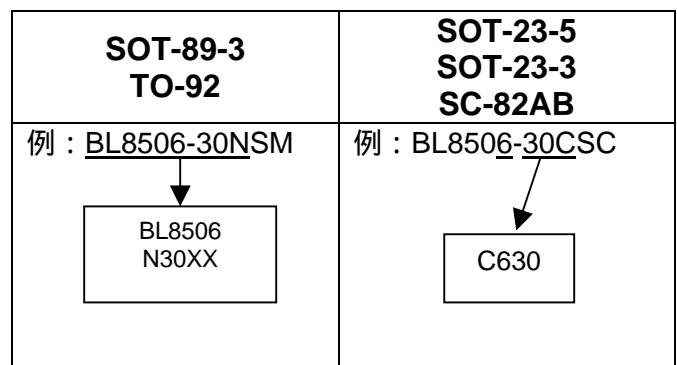 SOT-89-3
TO-92
SOT-23-5
SOT-23-3
SC-82AB
例：BL8506-30NSM
BL8506
N30XX
例：BL8506-30CSC
C630